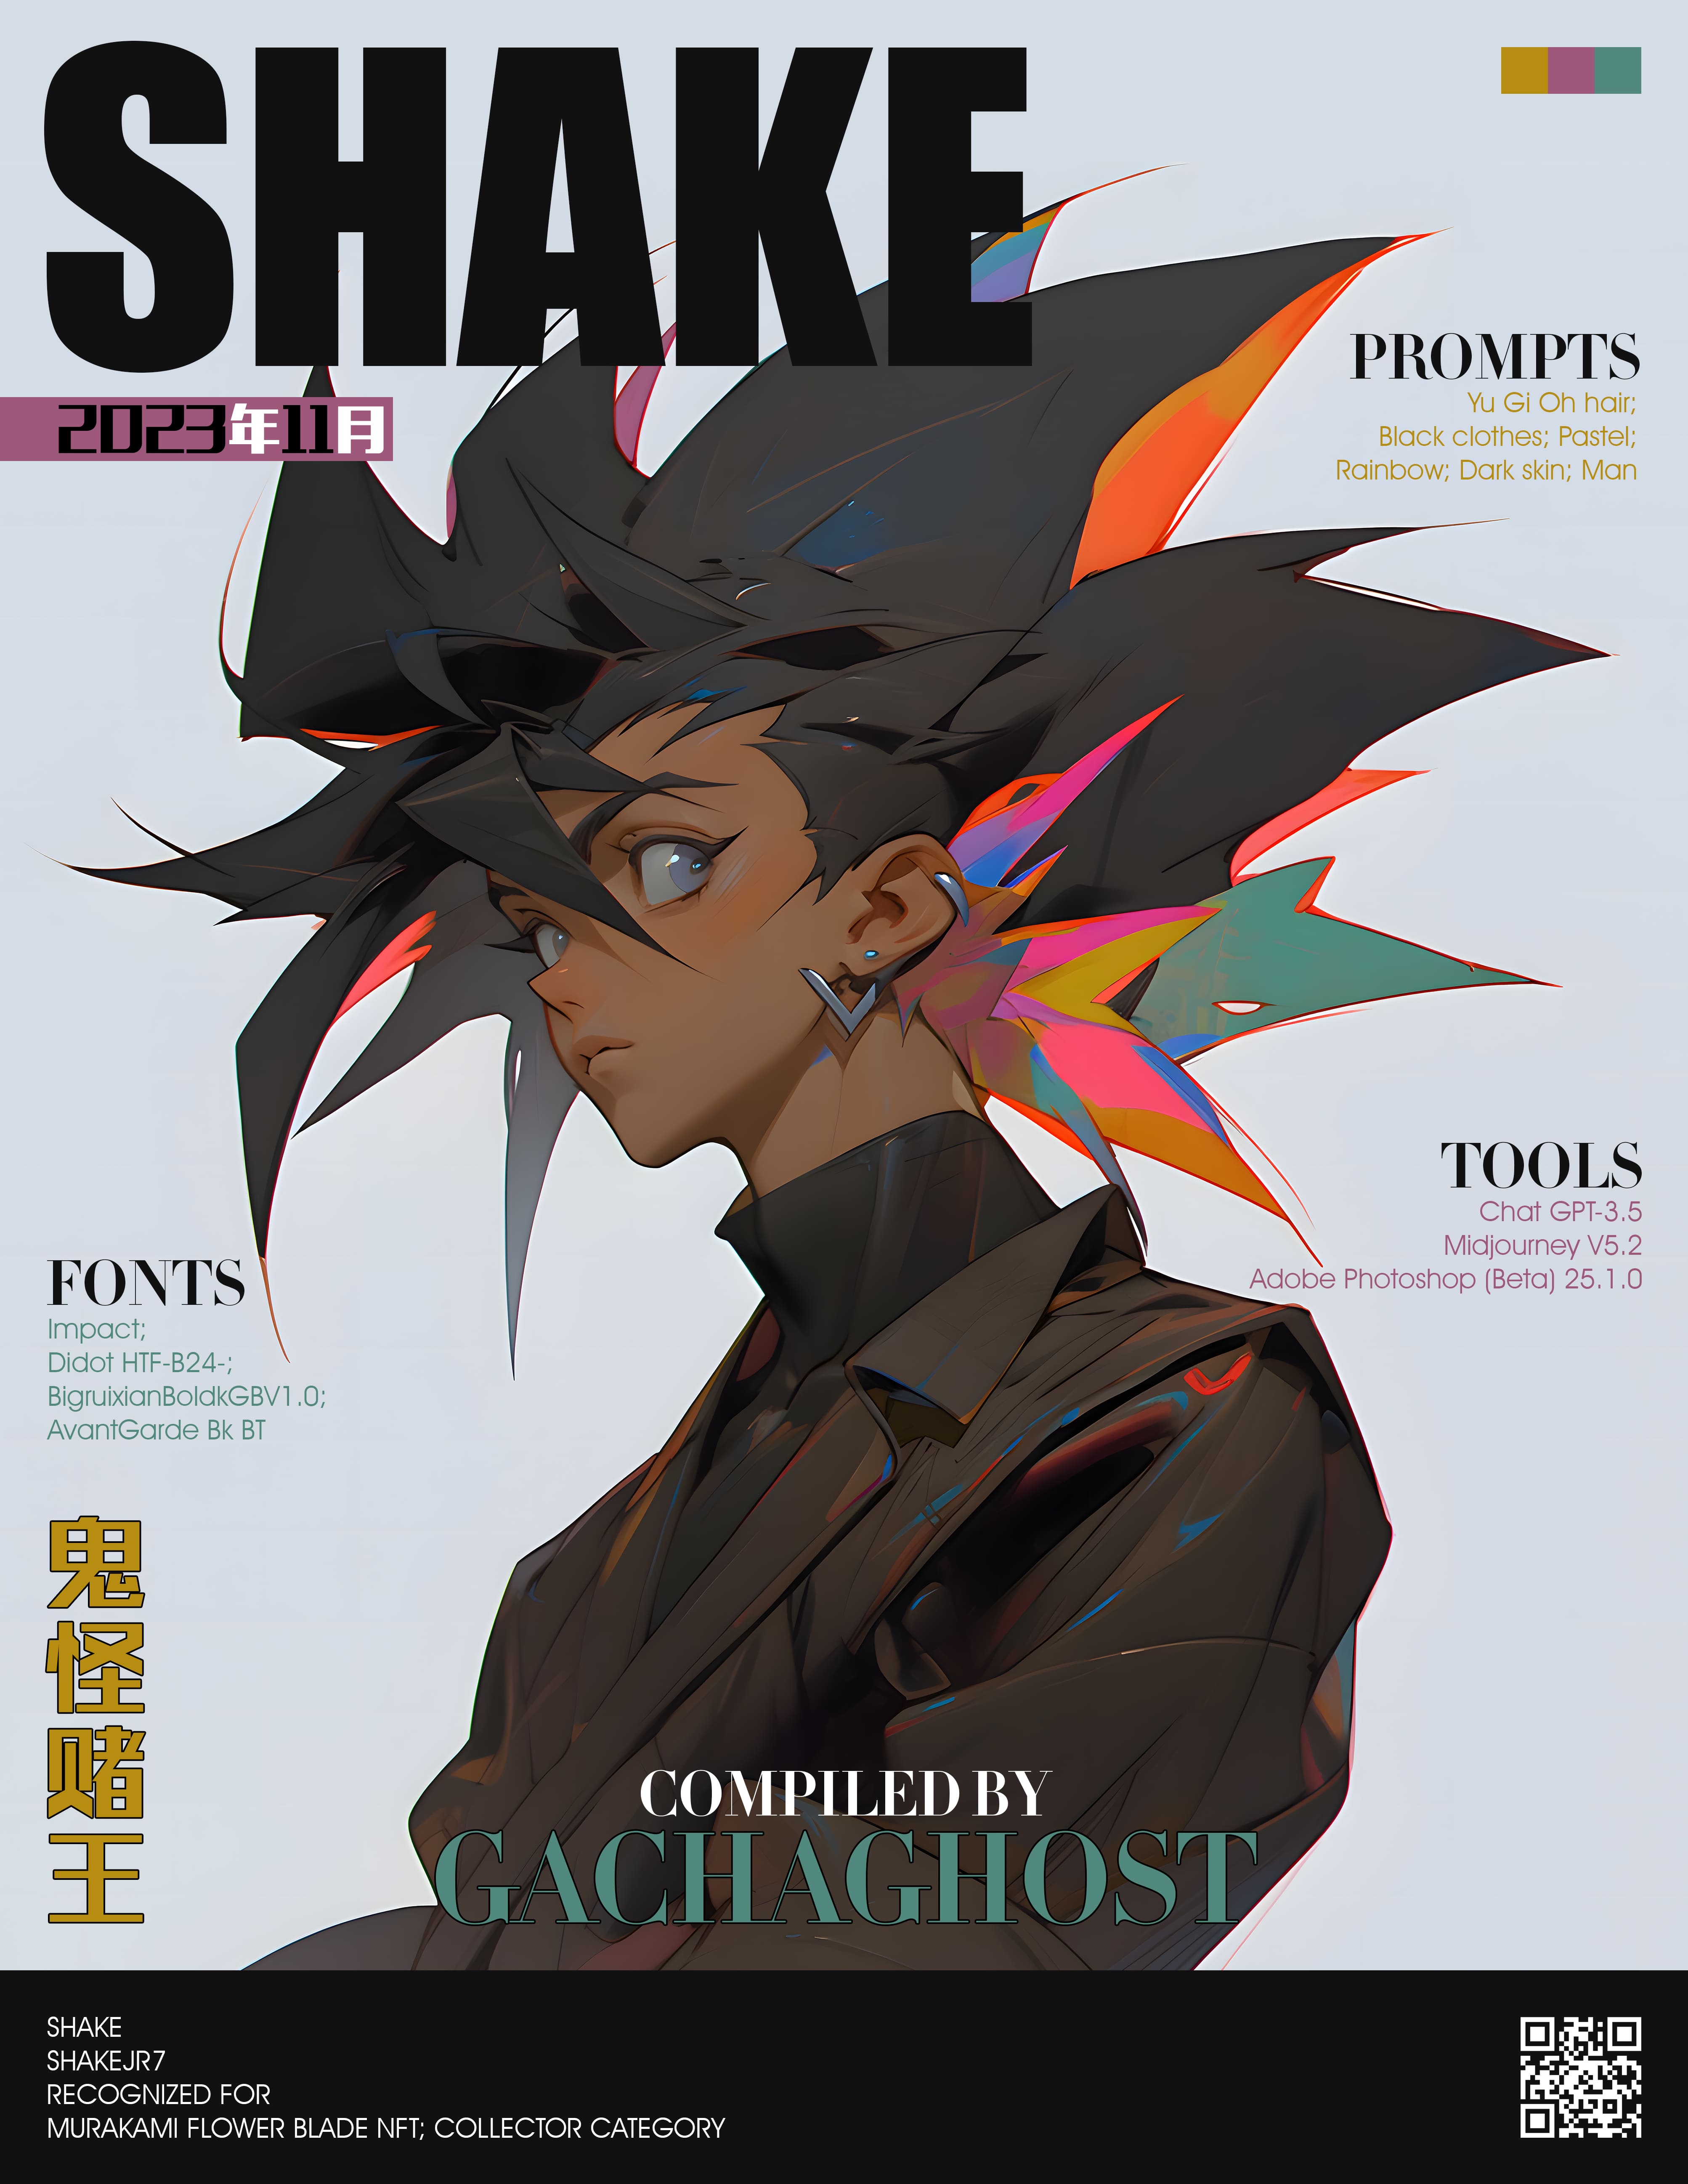 SHAKE
2023年11月
PROMPTS
Yu Gi Oh hair;
Black clothes; Pastel;
Rainbow; Dark skin; Man
TOOLS
Chat GPT-3.5
Midjourney V5.2
Adobe Photoshop (Beta) 25.1.0
FONTS
Impact;
Didot HTF-B24-;
BigruixianBoldkGBV1.0;
AvantGarde Bk BT
鬼怪赌王
COMPILED BY
GACHAGHOST
SHAKE
SHAKEJR7
RECOGNIZED FOR
MURAKAMI FLOWER BLADE NFT; COLLECTOR CATEGORY